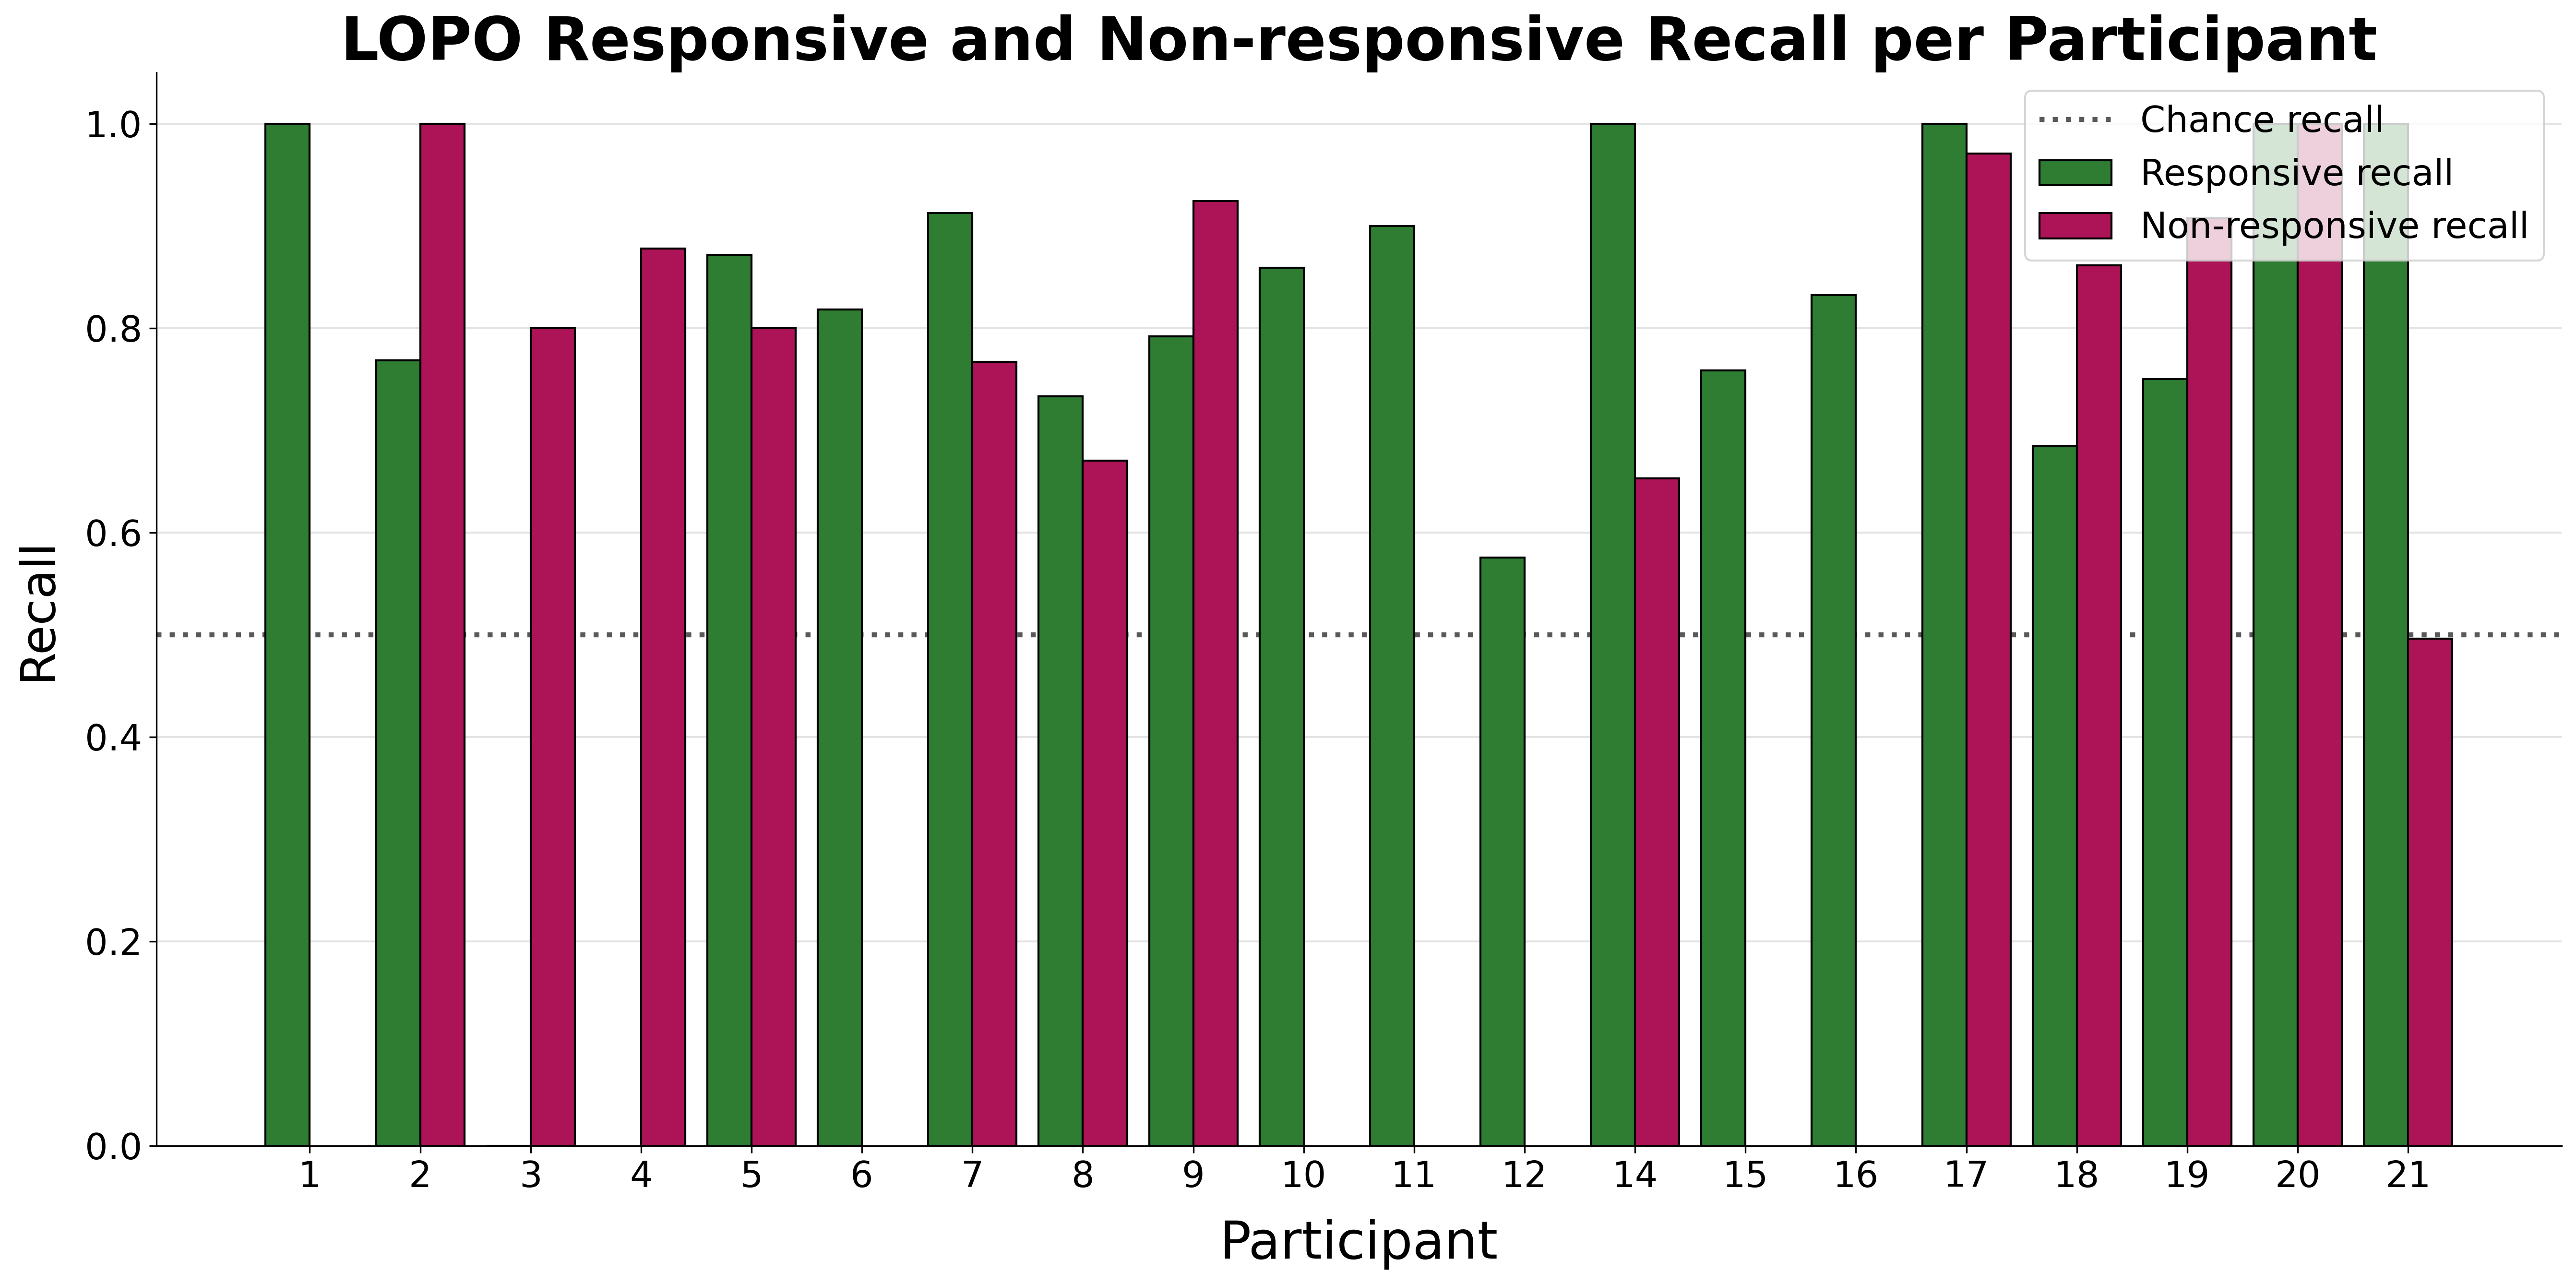 LOPO Responsive and Non-responsive Recall per Participant
Chance recall
Responsive recall
Non-responsive recall
1.0
0.8
0.6
0.4
0.2
0.0
Recall
1 2 3 4 5 6 7 8 9 10 11 12 14 15 16 17 18 19 20 21
Participant